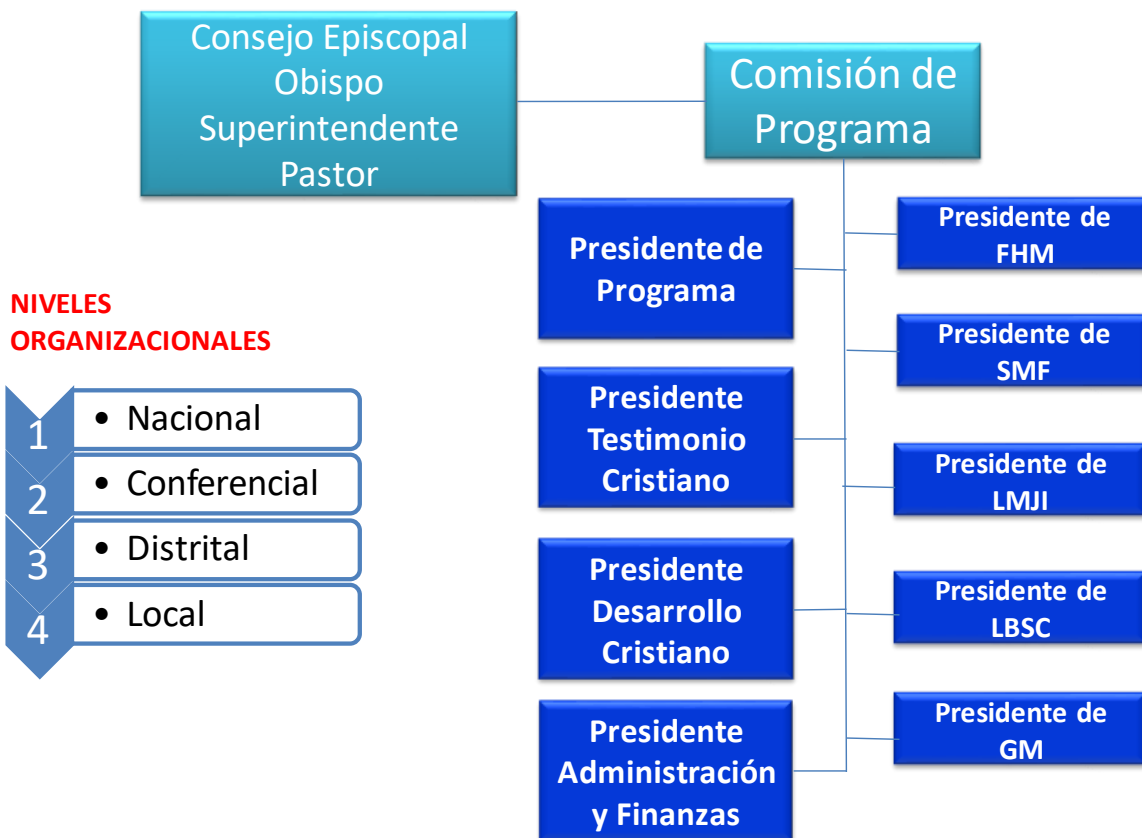 Consejo Episcopal
Obispo
Superintendente
Pastor
Comisión de
Programa
Presidente de
Programa
Presidente de
FHM
Presidente de
SMF
Presidente
Testimonio
Cristiano
Presidente de
LMJI
Presidente
Desarrollo
Cristiano
Presidente de
LBSC
Presidente
Administración
y Finanzas
Presidente de
GM
NIVELES
ORGANIZACIONALES
1 • Nacional
2 • Conferencial
3 • Distrital
4 • Local